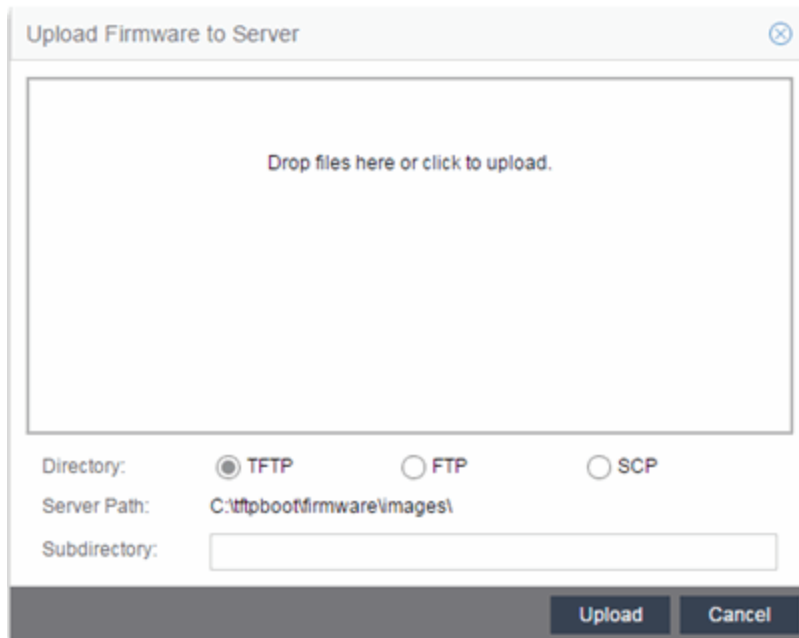 Upload Firmware to Server
Drop files here or click to upload.
Directory: TFTP FTP SCP
Server Path: C:\tftpboot\firmware\images\
Subdirectory:
Upload Cancel